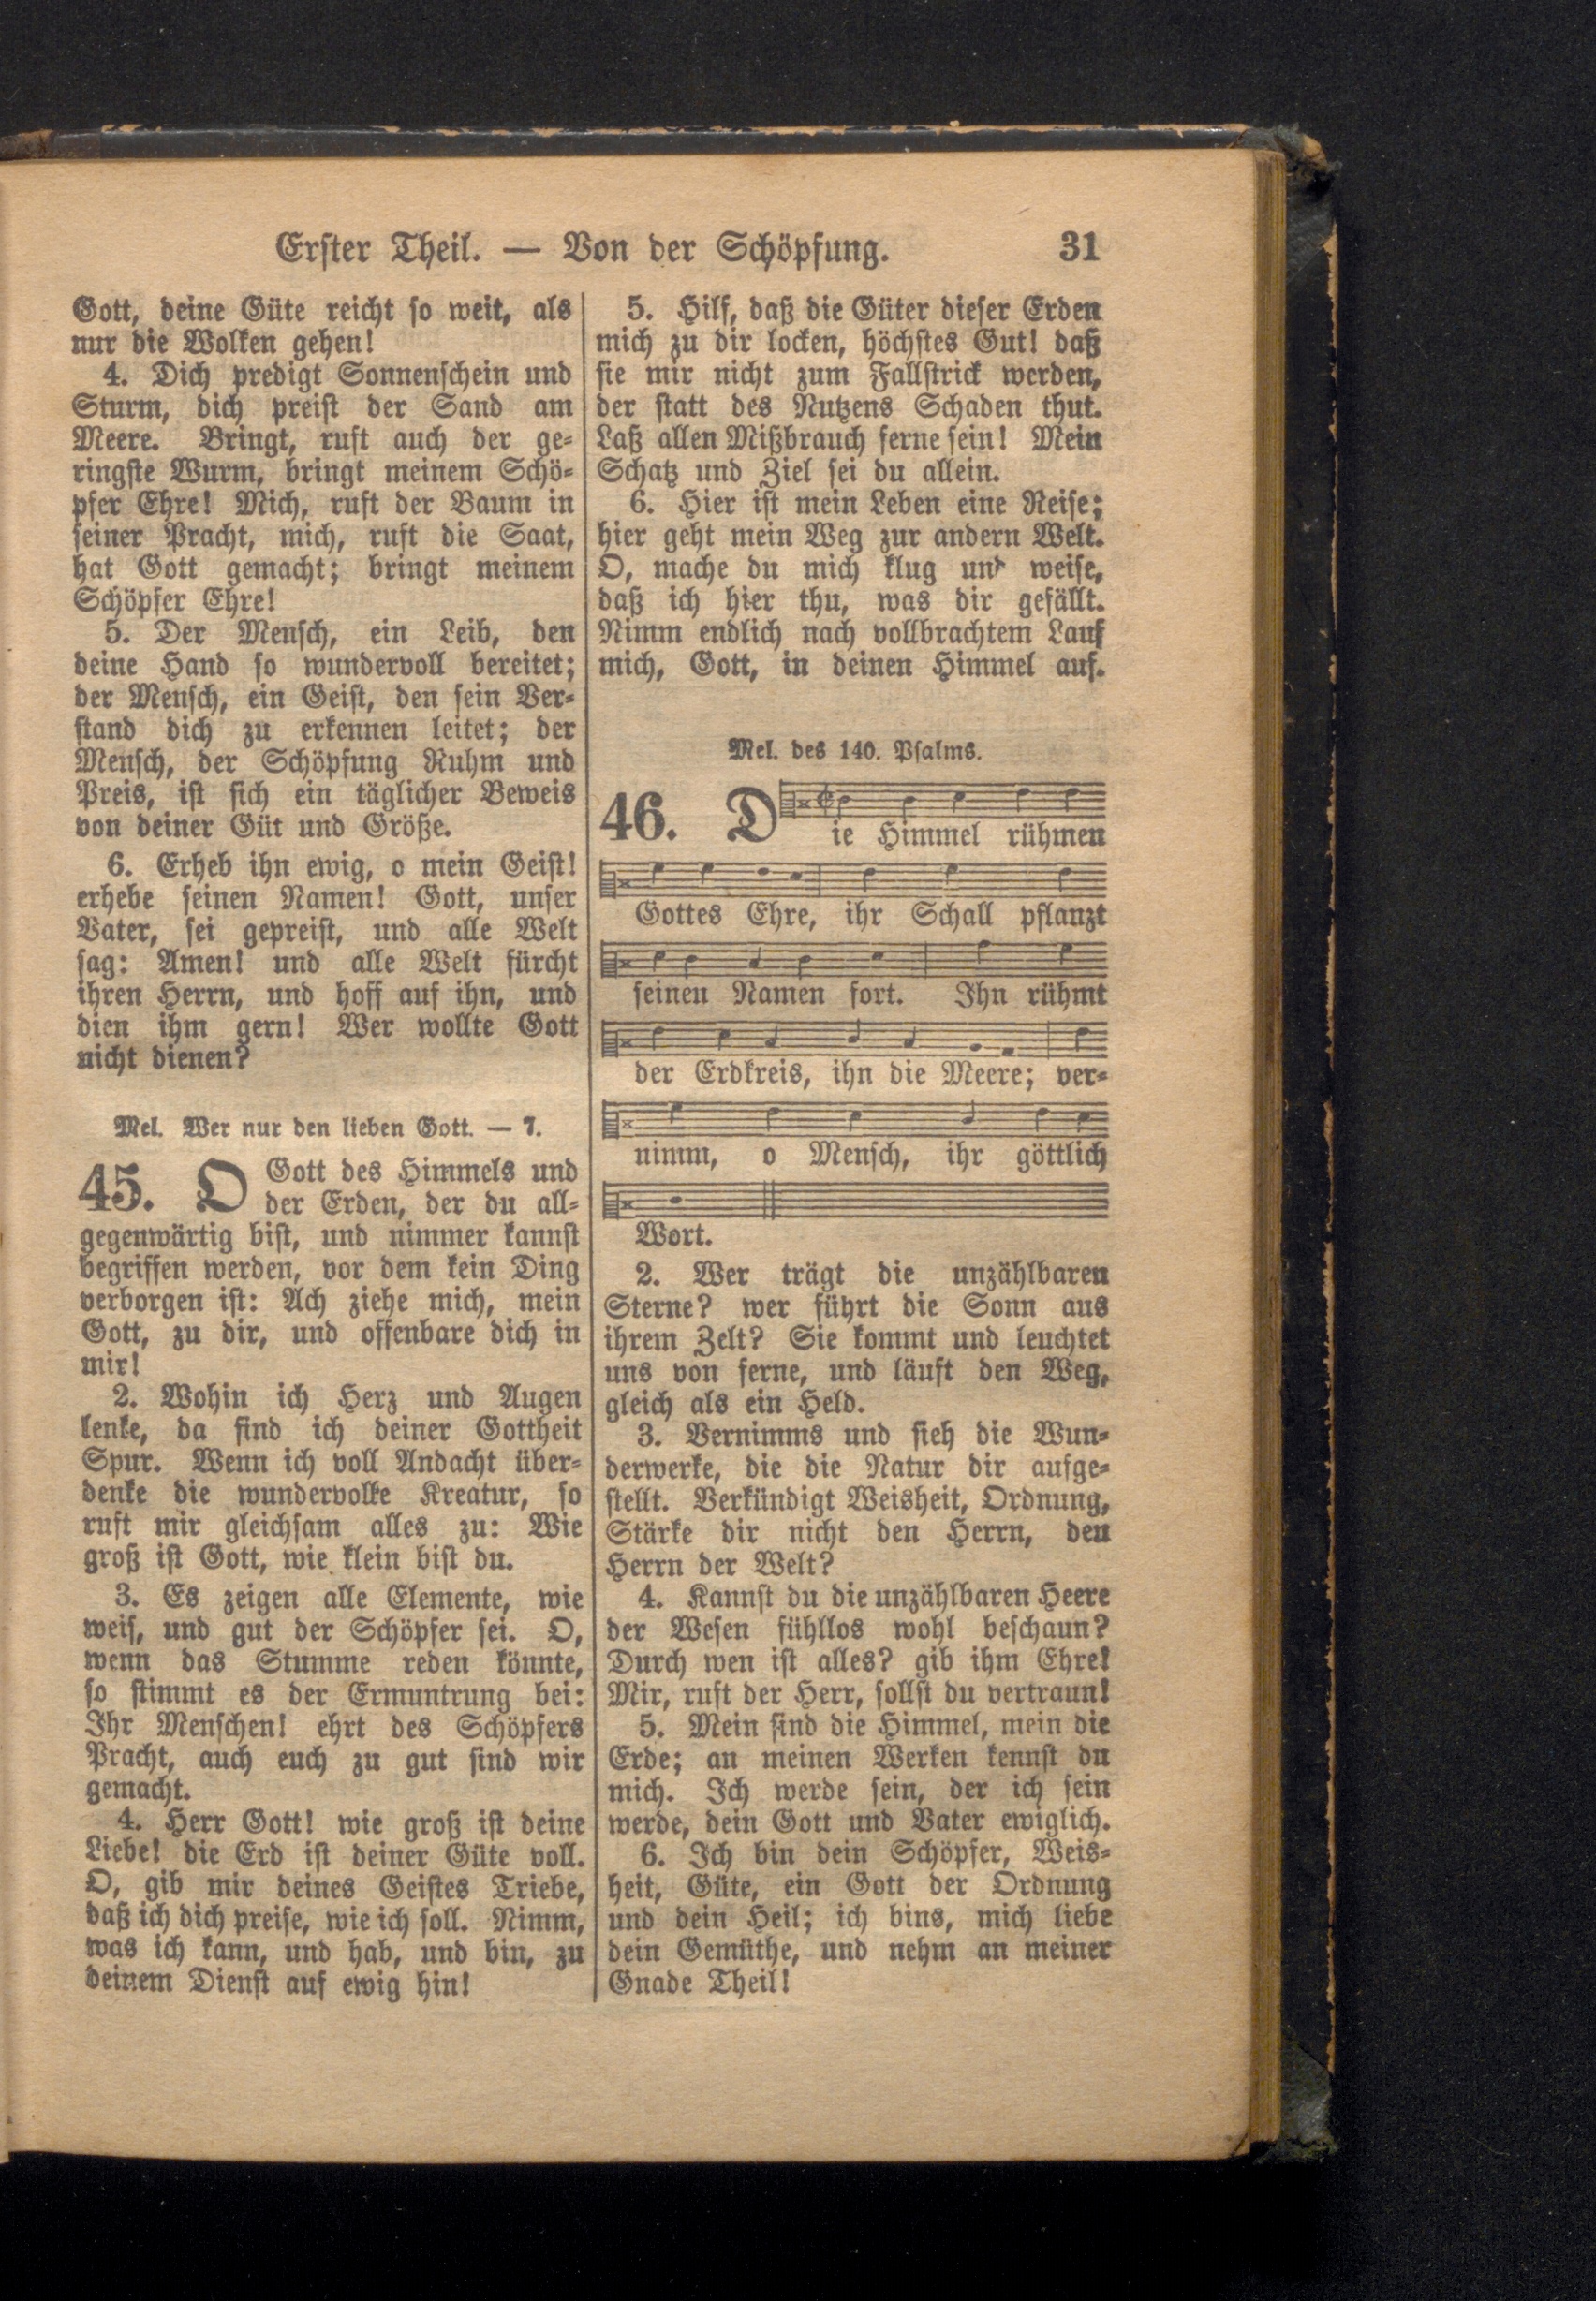 Erster Theil. — Von der Schöpfung. 31
Gott, deine Güte reicht so weit, als
nur die Wolken gehen!
4. Dich predigt Sonnenschein und
Sturm, dich preist der Sand am
Meere. Bringt, ruft auch der ge-
ringste Wurm, bringt meinem Schö-
pfer Ehre! Mich, ruft der Baum in
seiner Pracht, mich, ruft die Saat,
hat Gott gemacht; bringt meinem
Schöpfer Ehre!
5. Der Mensch, ein Leib, den
deine Hand so wundervoll bereitet;
der Mensch, ein Geist, den sein Ver-
stand dich zu erkennen leitet; der
Mensch, der Schöpfung Ruhm und
Preis, ist sich ein täglicher Beweis
von deiner Güt und Größe.
6. Erheb ihn ewig, o mein Geist!
erhebe seinen Namen! Gott, unser
Vater, sei gepreist, und alle Welt
sag: Amen! und alle Welt fürcht
ihren Herrn, und hoff auf ihn, und
dien ihm gern! Wer wollte Gott
nicht dienen?
Mel. Wer nur den lieben Gott. — 7.
45. O Gott des Himmels und
der Erden, der du all-
gegenwärtig bist, und nimmer kannst
begriffen werden, vor dem kein Ding
verborgen ist: Ach ziehe mich, mein
Gott, zu dir, und offenbare dich in
mir!
2. Wohin ich Herz und Augen
lenke, da find ich deiner Gottheit
Spur. Wenn ich voll Andacht über-
denke die wundervolle Kreatur, so
ruft mir gleichsam alles zu: Wie
groß ist Gott, wie klein bist du.
3. Es zeigen alle Elemente, wie
weis, und gut der Schöpfer sei. O,
wenn das Stumme reden könnte,
so stimmt es der Ermuntrung bei:
Ihr Menschen! ehrt des Schöpfers
Pracht, auch euch zu gut sind wir
gemacht.
4. Herr Gott! wie groß ist deine
Liebe! die Erd ist deiner Güte voll.
O, gib mir deines Geistes Triebe,
daß ich dich preise, wie ich soll. Nimm,
was ich kann, und hab, und bin, zu
deinem Dienst auf ewig hin!
5. Hilf, daß die Güter dieser Erden
mich zu dir locken, höchstes Gut! daß
sie mir nicht zum Fallstrick werden,
der statt des Nutzens Schaden thut.
Laß allen Mißbrauch ferne sein! Mein
Schatz und Ziel sei du allein.
6. Hier ist mein Leben eine Reise;
hier geht mein Weg zur andern Welt.
O, mache du mich klug und weise,
daß ich hier thu, was dir gefällt.
Nimm endlich nach vollbrachtem Lauf
mich, Gott, in deinen Himmel auf.
Mel. des 140. Psalms.
46. Die Himmel rühmen
Gottes Ehre, ihr Schall pflanzt
seinen Namen fort. Ihn rühmt
der Erdkreis, ihn die Meere; ver-
nimm, o Mensch, ihr göttlich
Wort.
2. Wer trägt die unzählbaren
Sterne? wer führt die Sonn aus
ihrem Zelt? Sie kommt und leuchtet
uns von ferne, und läuft den Weg,
gleich als ein Held.
3. Vernimms und sieh die Wun-
derwerke, die die Natur dir aufge-
stellt. Verkündigt Weisheit, Ordnung,
Stärke dir nicht den Herrn, den
Herrn der Welt?
4. Kannst du die unzählbaren Heere
der Wesen fühllos wohl beschaun?
Durch wen ist alles? gib ihm Ehre!
Mir, ruft der Herr, sollst du vertraun!
5. Mein sind die Himmel, mein die
Erde; an meinen Werken kennst du
mich. Ich werde sein, der ich sein
werde, dein Gott und Vater ewiglich.
6. Ich bin dein Schöpfer, Weis-
heit, Güte, ein Gott der Ordnung
und dein Heil; ich bins, mich liebe
dein Gemüthe, und nehm an meiner
Gnade Theil!